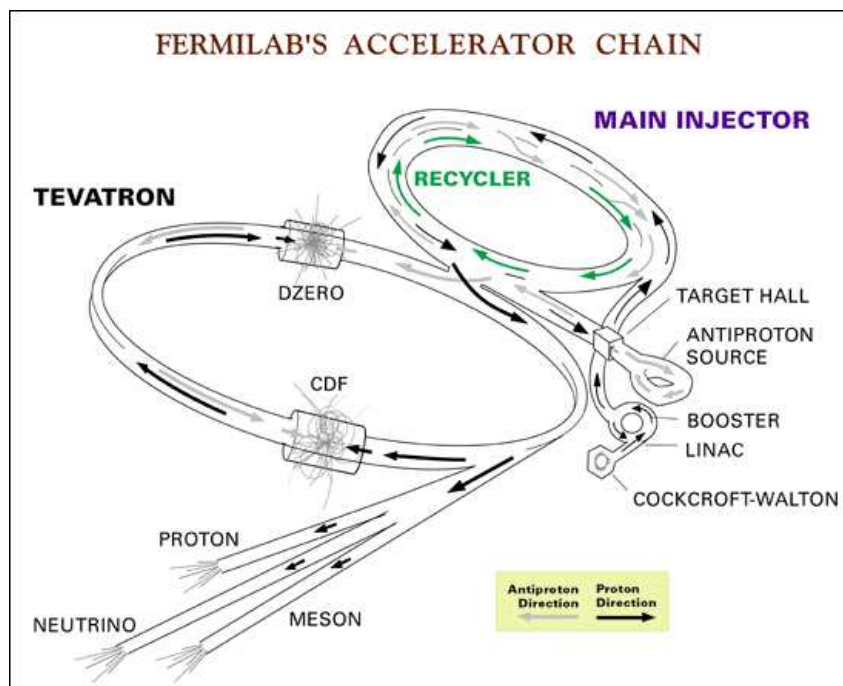 FERMILAB'S ACCELERATOR CHAIN
MAIN INJECTOR
RECYCLER
TEVATRON
DZERO
TARGET HALL
ANTIPROTON
SOURCE
CDF
BOOSTER
LINAC
COCKCROFT-WALTON
PROTON
NEUTRINO
MESON
Antiproton
Direction
Proton
Direction